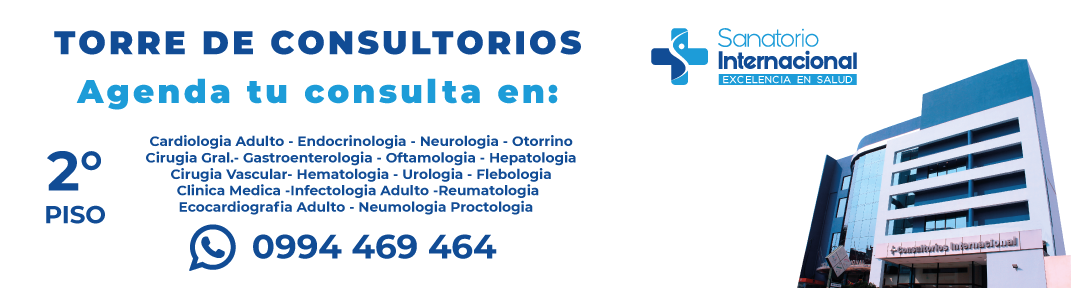 TORRE DE CONSULTORIOS
Agenda tu consulta en:
2°
PISO
Cardiologia Adulto - Endocrinologia - Neurologia - Otorrino
Cirugia Gral.- Gastroenterologia - Oftamologia - Hepatologia
Cirugia Vascular- Hematologia - Urologia - Flebologia
Clinica Medica -Infectologia Adulto -Reumatologia
Ecocardiografia Adulto - Neumologia Proctologia
0994 469 464
Sanatorio
Internacional
EXCELENCIA EN SALUD
Consultorios Internacional